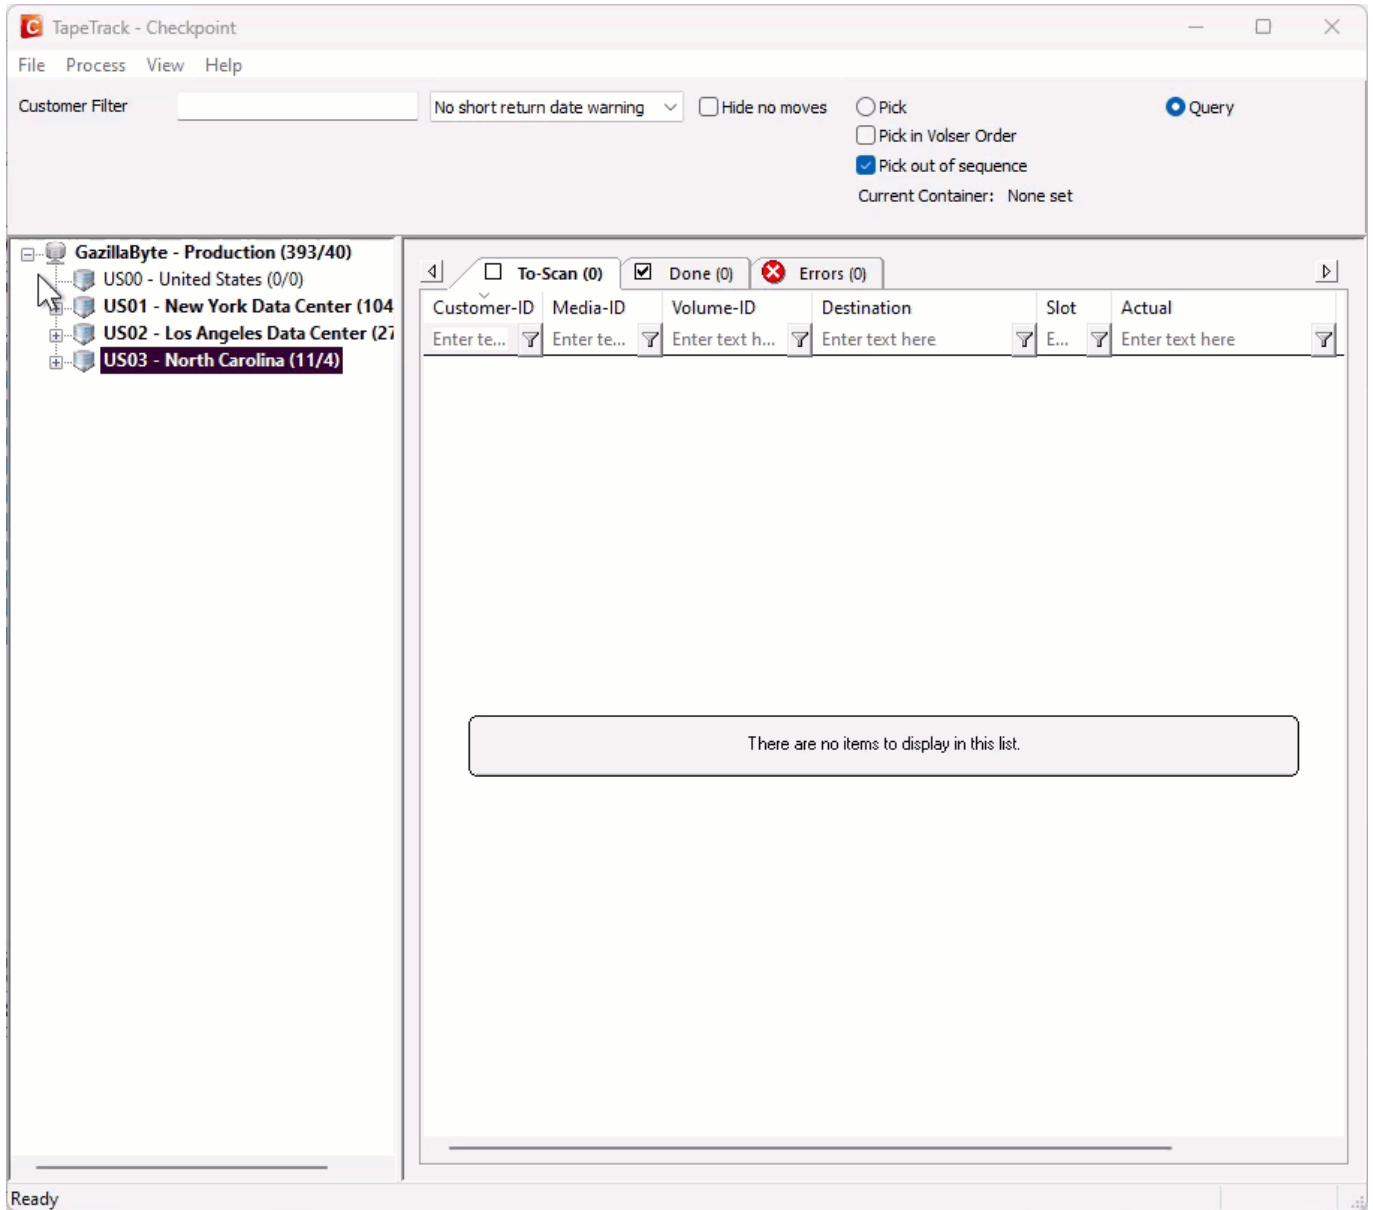 TapeTrack - Checkpoint
File Process View Help
Customer Filter
No short return date warning
Hide no moves
Pick
Query
Pick in Volser Order
Pick out of sequence
Current Container: None set
GazillaByte - Production (393/40)
US00 - United States (0/0)
US01 - New York Data Center (104
US02 - Los Angeles Data Center (27
US03 - North Carolina (11/4)
To-Scan (0) Done (0) Errors (0)
Customer-ID Media-ID Volume-ID Destination Slot Actual
Enter te... Enter te... Enter text h... Enter text here E... Enter text here
There are no items to display in this list.
Ready